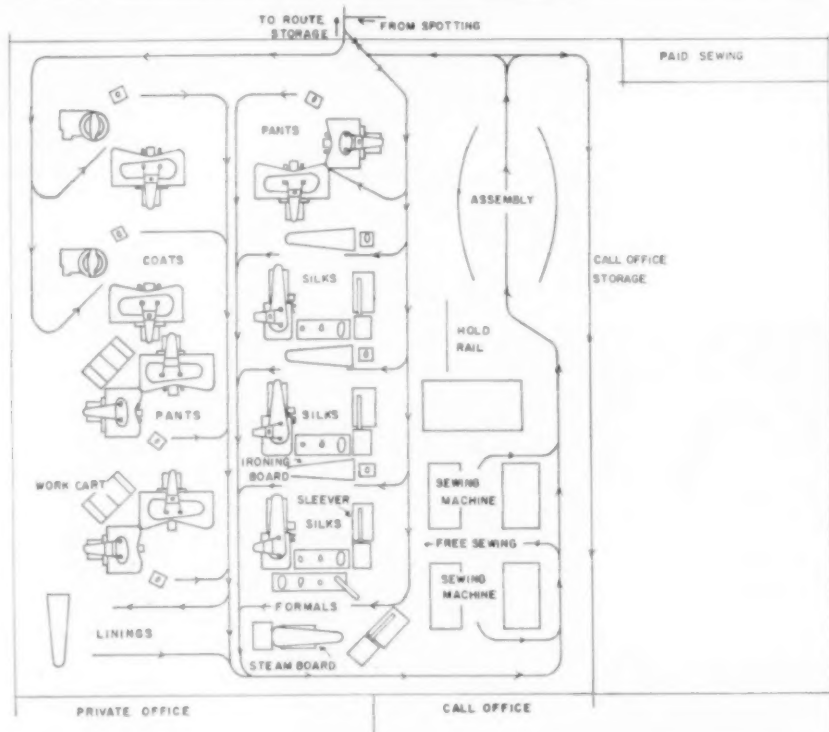 TO ROUTE
STORAGE
FROM SPOTTING
PAID SEWING
PANTS
ASSEMBLY
COATS
SILKS
CALL OFFICE
STORAGE
HOLD
RAIL
PANTS
SILKS
IRONING
BOARD
WORK CART
SLEEVER
SILKS
SEWING
MACHINE
FREE SEWING
SEWING
MACHINE
FORMALS
LININGS
STEAM BOARD
PRIVATE OFFICE
CALL OFFICE